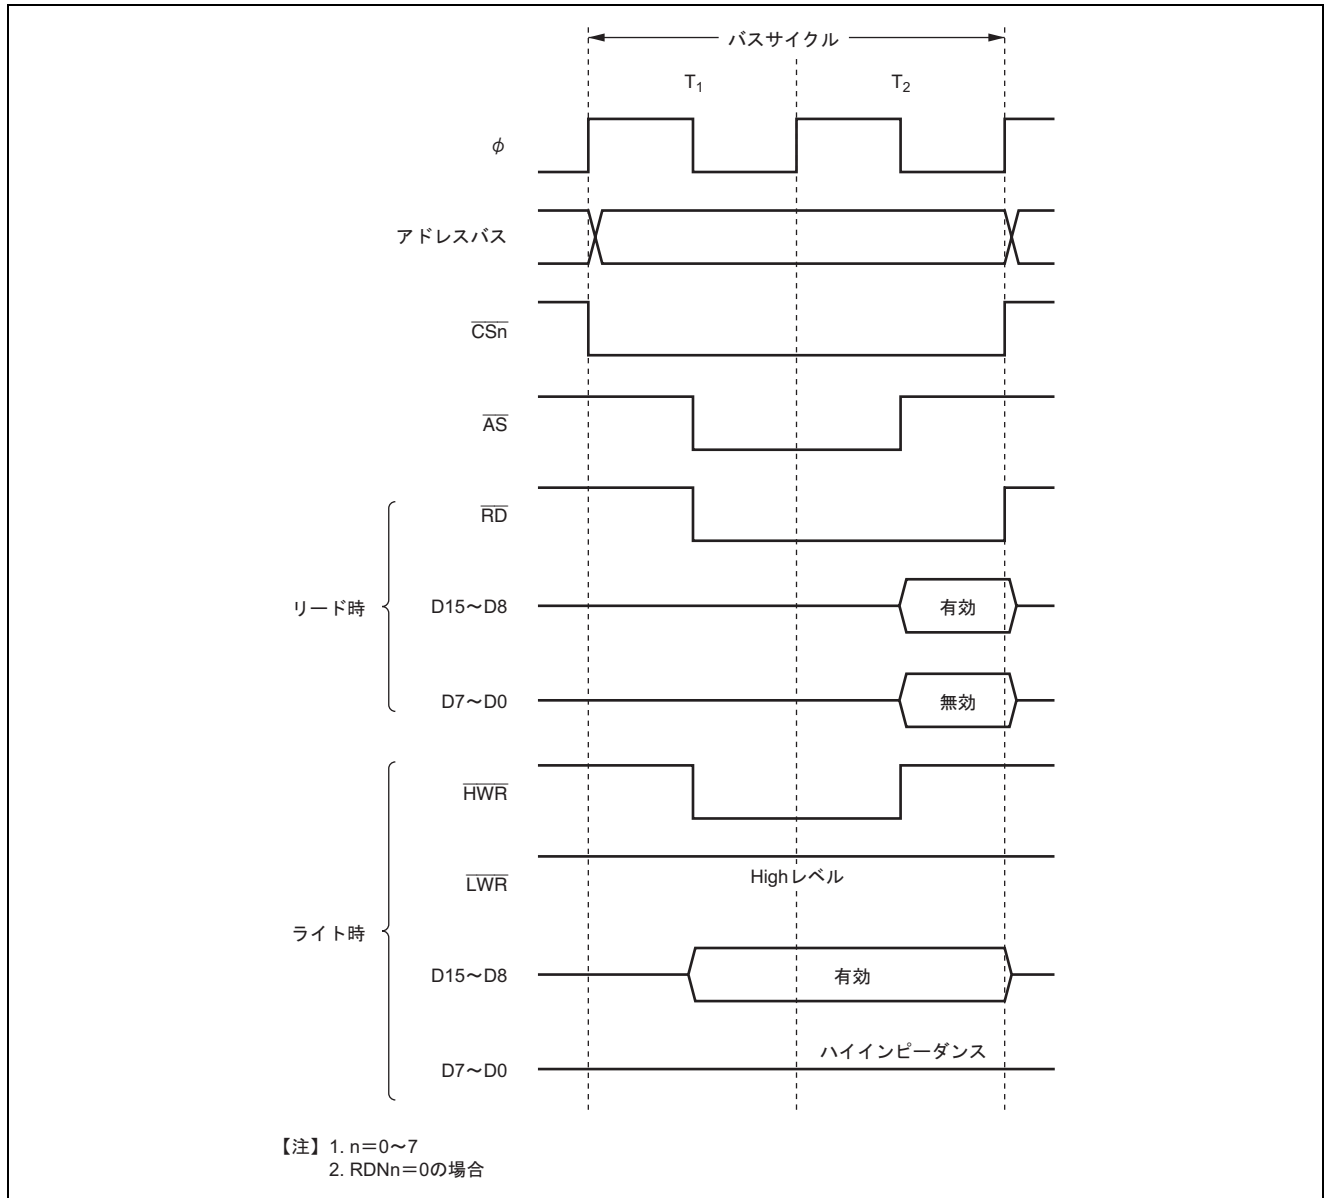 バスサイクル
T1 T2
φ
アドレスバス
CSn
AS
RD
リード時
D15～D8 有効
D7～D0 無効
HWR
LWR Highレベル
ライト時
D15～D8 有効
D7～D0 ハイインピーダンス
【注】1. n＝0～7
2. RDNn＝0の場合